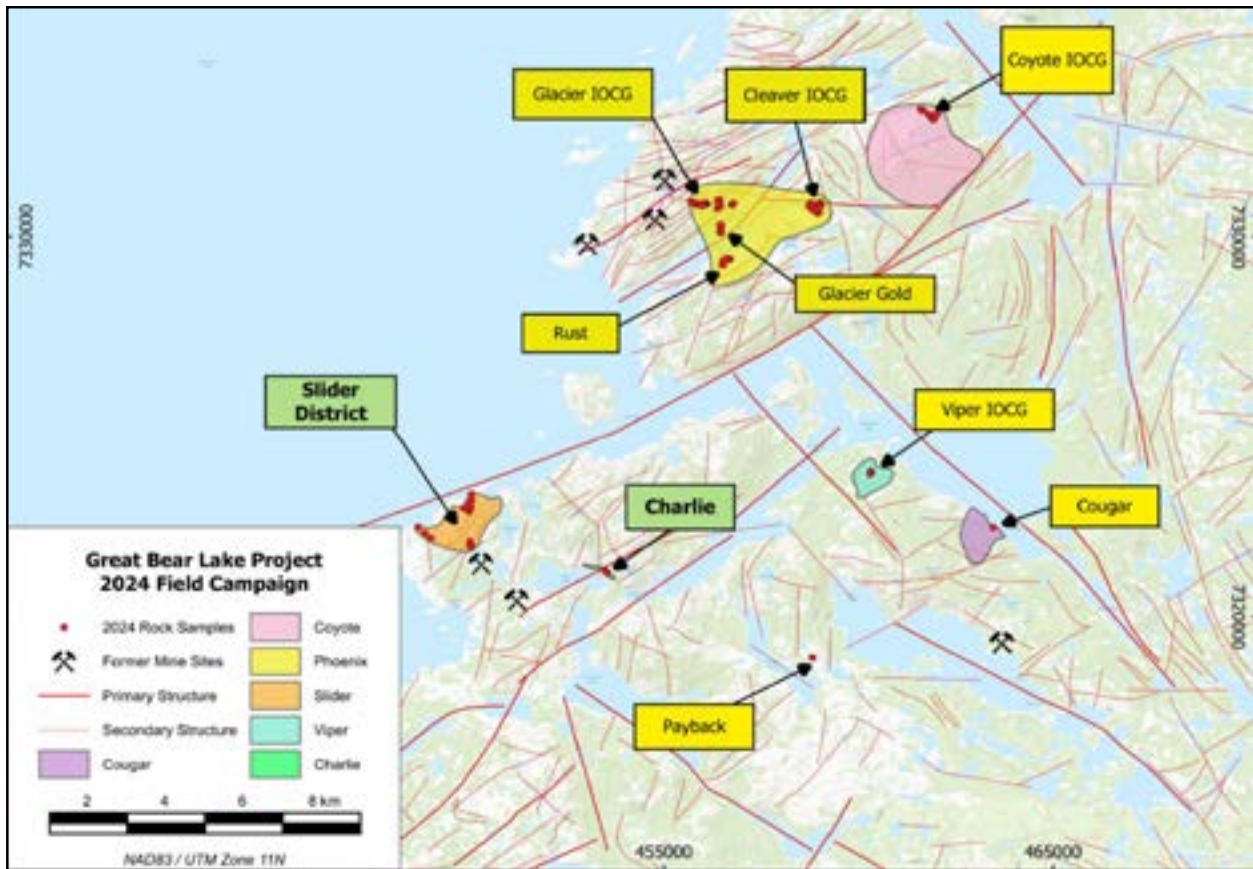 Coyote IOCG
Glacier IOCG
Cleaver IOCG
7330000
7330000
Glacier Gold
Rust
Slider
District
Viper IOCG
Charlie
Cougar
Payback
7320000
Great Bear Lake Project
2024 Field Campaign
2024 Rock Samples
Former Mine Sites
Primary Structure
Secondary Structure
Cougar
Coyote
Phoenix
Slider
Viper
Charlie
2 4 6 8 km
NAD83 / UTM Zone 11N
455000
465000